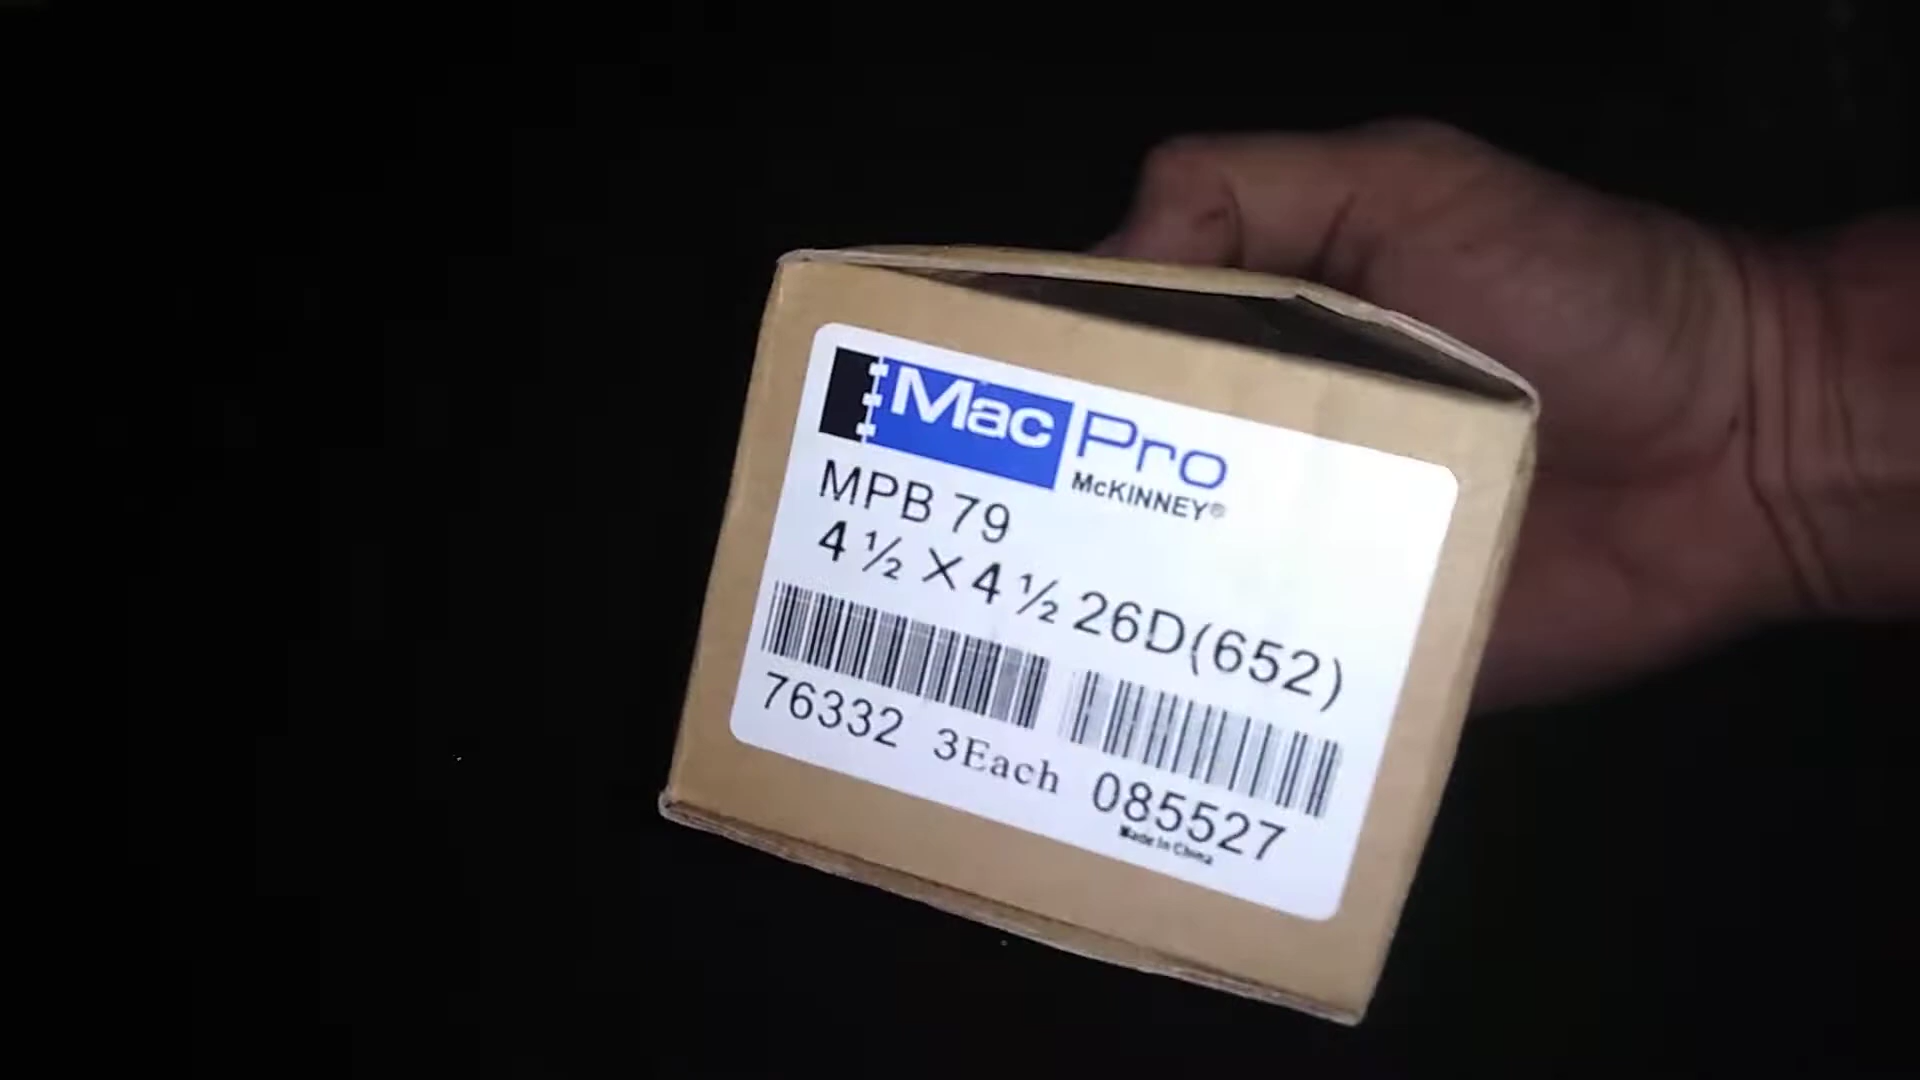 Mac Pro
McKINNEY®
MPB 79
4 ½ X 4 ½ 26D(652)
76332 3Each 085527
Made In China